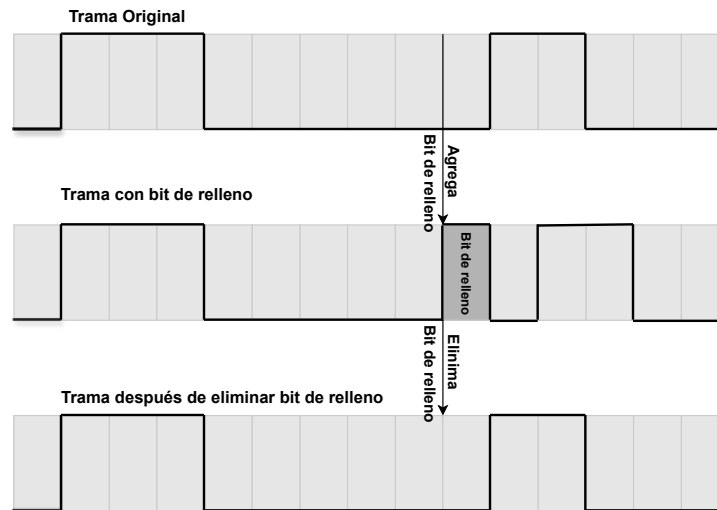 Trama Original
Agrega
Bit de relleno
Trama con bit de relleno
Bit de relleno
Elinima
Bit de relleno
Trama después de eliminar bit de relleno